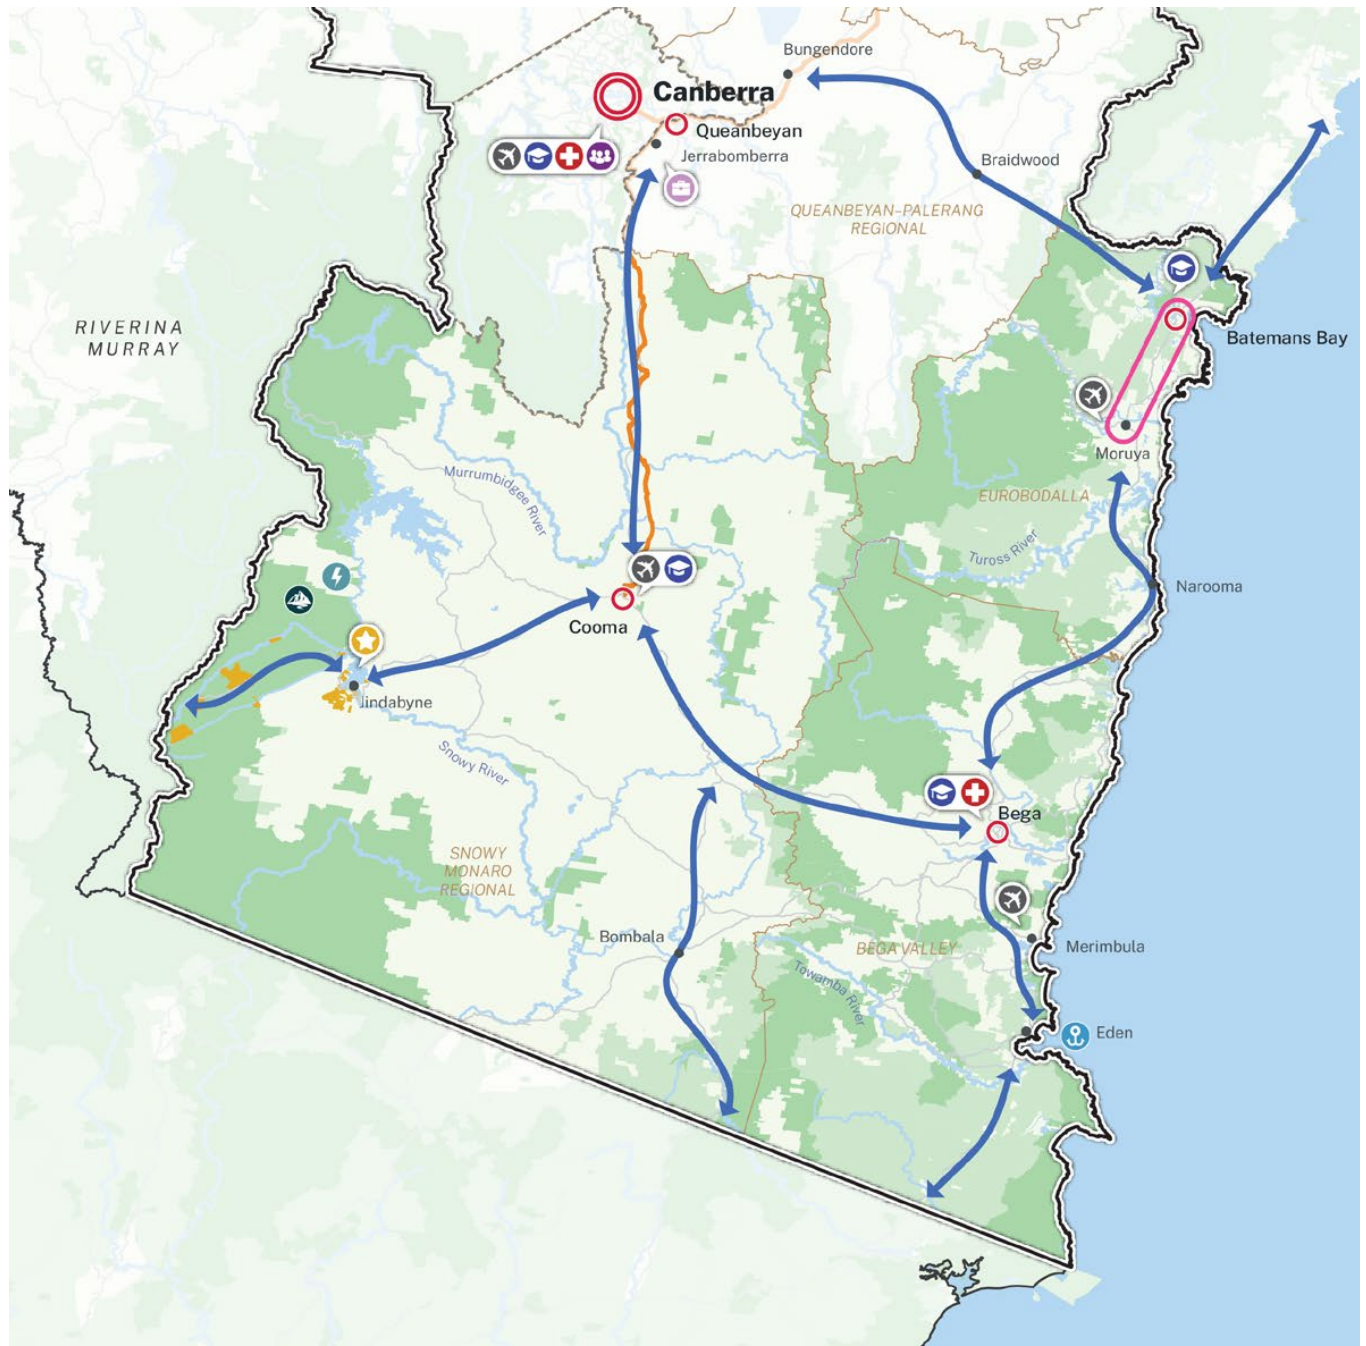 Bungendore
Canberra
Queanbeyan
Jerrabomberra
Braidwood
QUEANBEYAN-PALERANG
REGIONAL
RIVERINA
MURRAY
Batemans Bay
Moruya
Murrumbidgee River
EUROBODALLA
Tuross River
Narooma
Cooma
Jindabyne
Snowy River
Bega
SNOWY
MONARO
REGIONAL
Bombala
BEGA VALLEY
Merimbula
Towamba River
Eden